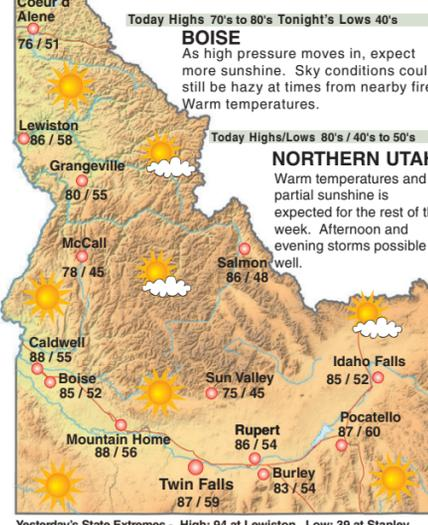 Coeur d'
Alene
76 / 51
Today Highs 70's to 80's Tonight's Lows 40's
BOISE
As high pressure moves in, expect
more sunshine. Sky conditions coul
still be hazy at times from nearby fire
Warm temperatures.
Lewiston
86 / 58
Today Highs/Lows 80's / 40's to 50's
NORTHERN UTAH
Warm temperatures and
partial sunshine is
expected for the rest of t
week. Afternoon and
evening storms possible
well.
Grangeville
80 / 55
McCall
78 / 45
Salmon
86 / 48
Caldwell
88 / 55
Boise
85 / 52
Sun Valley
75 / 45
Idaho Falls
85 / 52
Mountain Home
88 / 56
Rupert
86 / 54
Pocatello
87 / 60
Twin Falls
87 / 59
Burley
83 / 54
Yesterday's State Extremes - High: 94 at Lewiston Low: 39 at Stanley